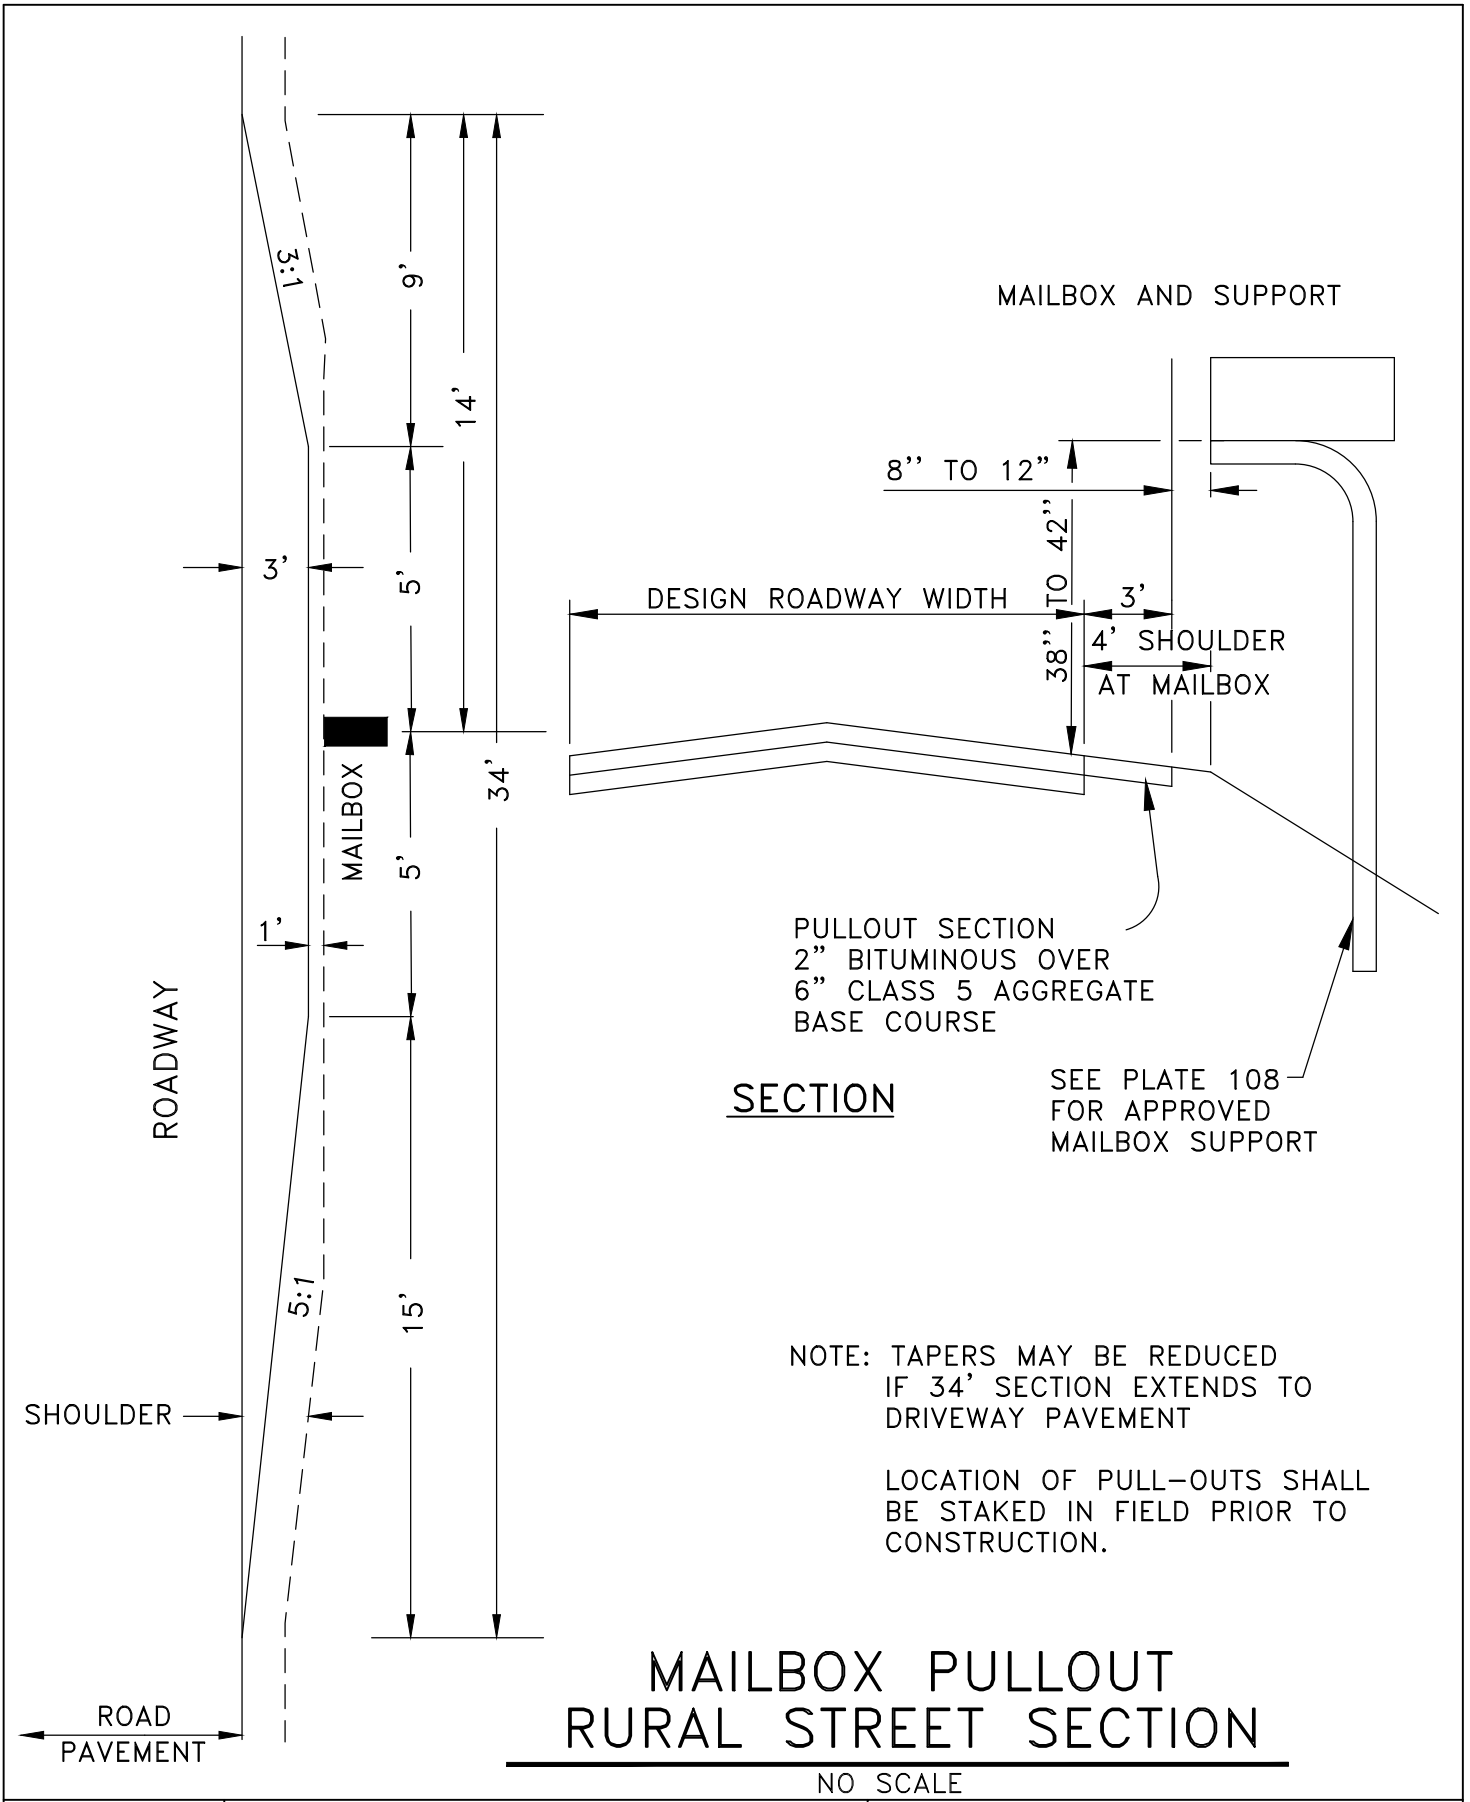 3:1
9'
14'
3'
5'
34'
MAILBOX
5'
1'
ROADWAY
15'
5:1
SHOULDER
ROAD
PAVEMENT
MAILBOX AND SUPPORT
8'' TO 12"
38'' TO 42''
DESIGN ROADWAY WIDTH
3'
4' SHOULDER
AT MAILBOX
PULLOUT SECTION
2" BITUMINOUS OVER
6" CLASS 5 AGGREGATE
BASE COURSE
SECTION
SEE PLATE 108
FOR APPROVED
MAILBOX SUPPORT
NOTE: TAPERS MAY BE REDUCED
IF 34' SECTION EXTENDS TO
DRIVEWAY PAVEMENT
LOCATION OF PULL-OUTS SHALL
BE STAKED IN FIELD PRIOR TO
CONSTRUCTION.
MAILBOX PULLOUT
RURAL STREET SECTION
NO SCALE